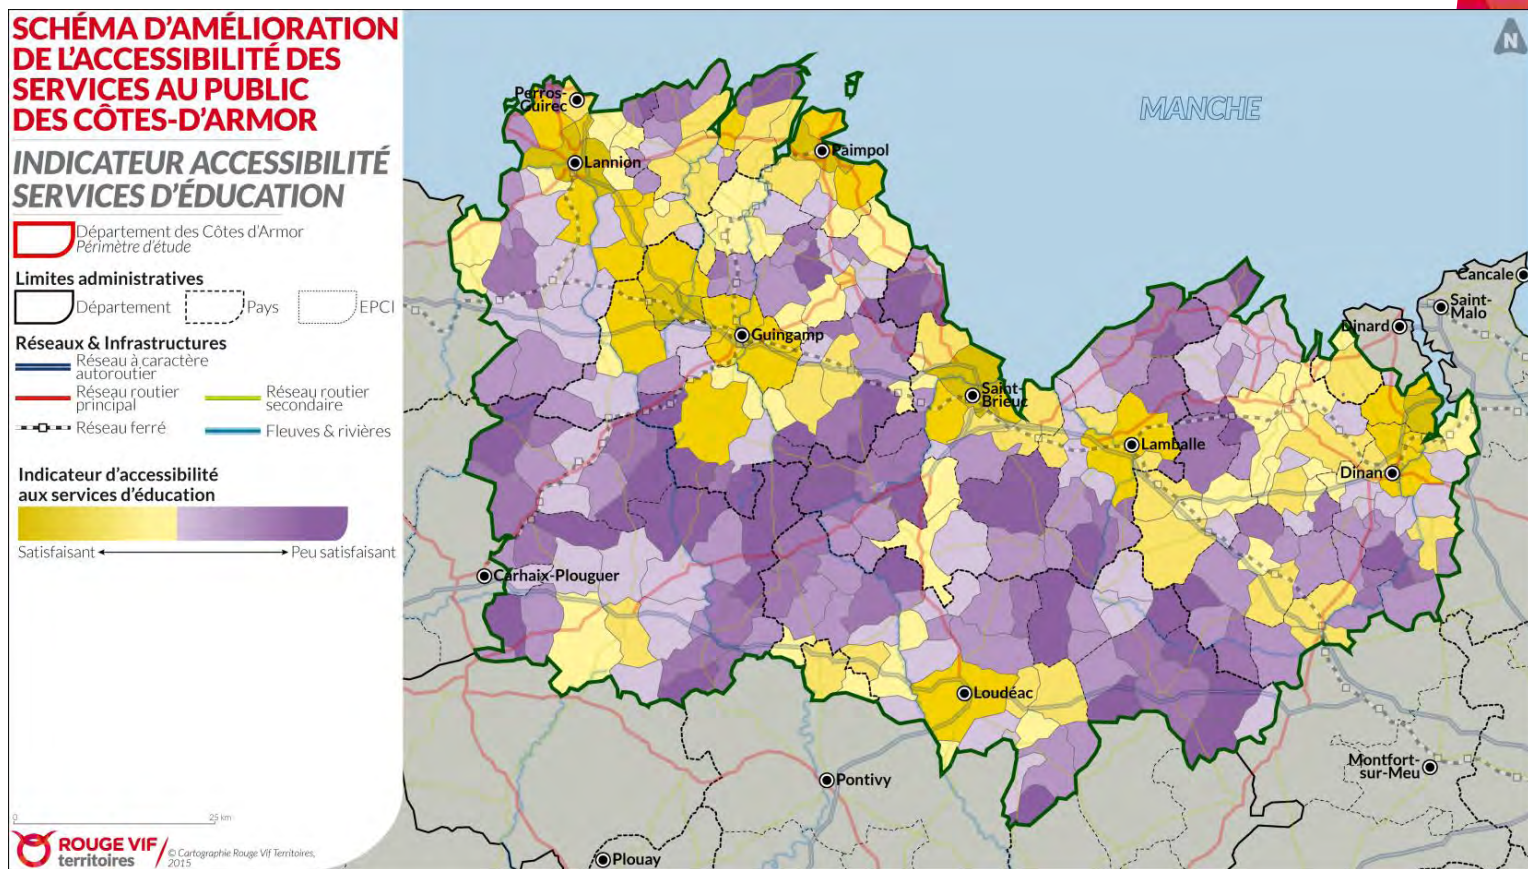 SCHÉMA D'AMÉLIORATION
DE L'ACCESSIBILITÉ DES
SERVICES AU PUBLIC
DES CÔTES-D'ARMOR
INDICATEUR ACCESSIBILITÉ
SERVICES D'ÉDUCATION
Département des Côtes d'Armor
Périmètre d'étude
Limites administratives
Département
Pays
EPCI
Réseaux & Infrastructures
Réseau à caractère
autoroutier
Réseau routier
principal
Réseau routier
secondaire
Réseau ferré
Fleuves & rivières
Indicateur d'accessibilité
aux services d'éducation
Satisfaisant
Peu satisfaisant
0
25 km
ROUGE VIF
territoires
© Cartographie Rouge Vif Territoires,
2015
N
MANCHE
Perros-
Guirec
Lannion
Paimpol
Cancale
Saint-
Malo
Dinard
Guingamp
Saint-
Brieuc
Lamballe
Dinan
Carhaix-Plouguer
Loudéac
Pontivy
Montfort-
sur-Meu
Plouay